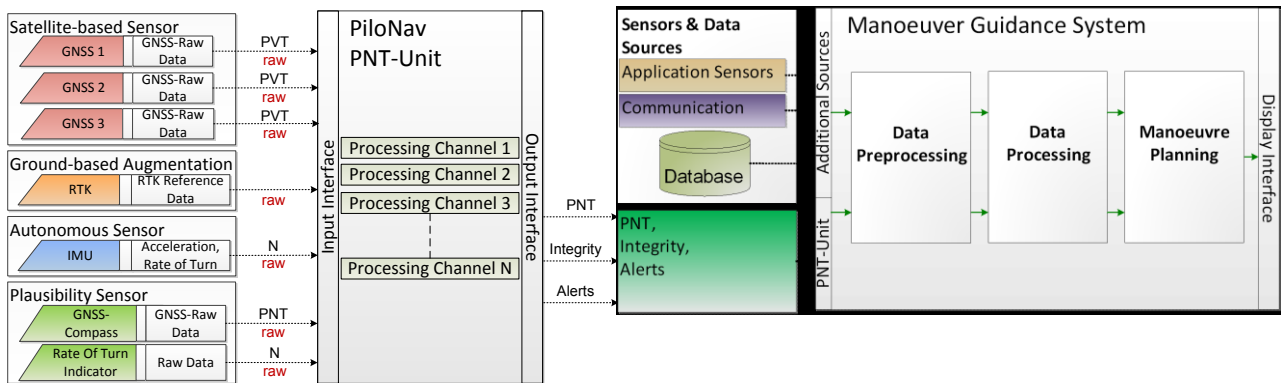 Satellite-based Sensor
GNSS 1
GNSS-Raw
Data
PVT
raw
GNSS 2
GNSS-Raw
Data
PVT
raw
GNSS 3
GNSS-Raw
Data
PVT
raw
Ground-based Augmentation
RTK
RTK Reference
Data
raw
Autonomous Sensor
IMU
Acceleration,
Rate of Turn
N
raw
Plausibility Sensor
GNSS-
Compass
GNSS-Raw
Data
PNT
raw
Rate Of Turn
Indicator
Raw Data
N
raw
Input Interface
PiloNav
PNT-Unit
Processing Channel 1
Processing Channel 2
Processing Channel 3
Processing Channel N
Output Interface
PNT
Integrity
Alerts
Sensors & Data
Sources
Application Sensors
Communication
Database
PNT,
Integrity,
Alerts
Additional Sources
PNT-Unit
Manoeuver Guidance System
Data
Preprocessing
Data
Processing
Manoeuvre
Planning
Display Interface